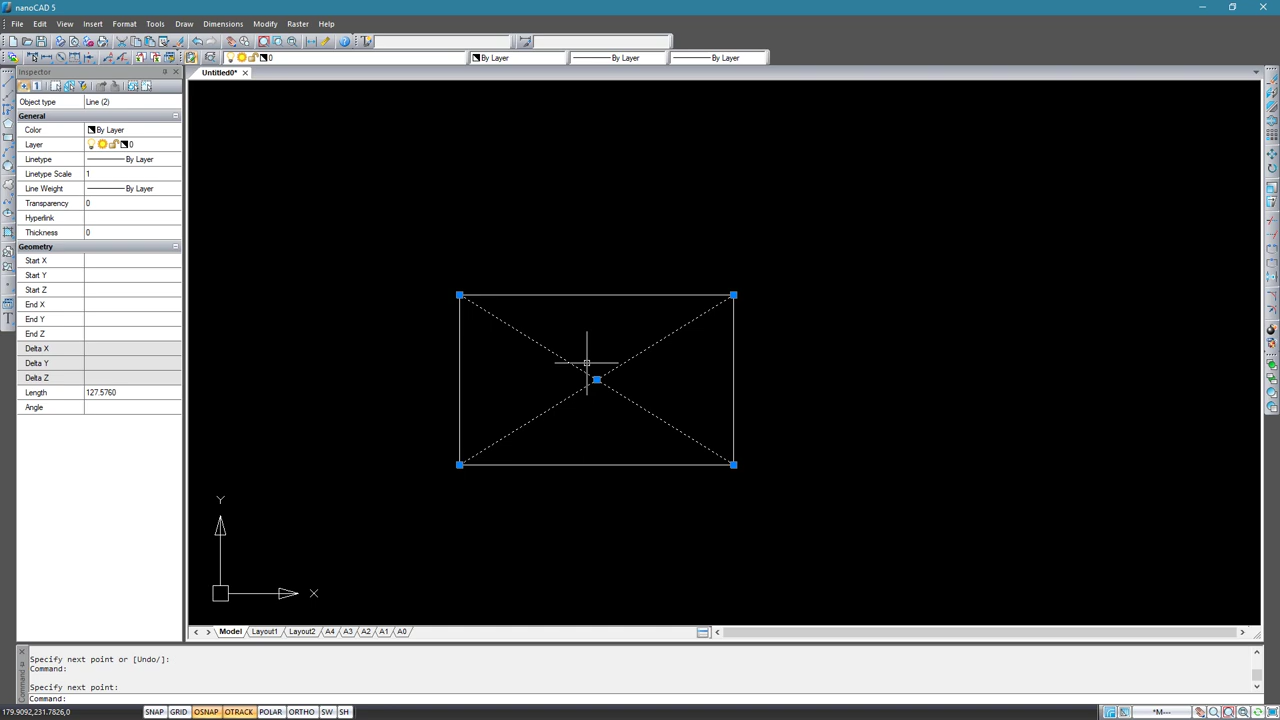 nanoCAD 5
File Edit View Insert Format Tools Draw Dimensions Modify Raster Help
0 By Layer By Layer By Layer
Inspector
Untitled0*
Object type Line (2)
General
Color By Layer
Layer 0
Linetype By Layer
Linetype Scale 1
Line Weight By Layer
Transparency 0
Hyperlink
Thickness 0
Geometry
Start X
Start Y
Start Z
End X
End Y
End Z
Delta X
Delta Y
Delta Z
Length 127.5760
Angle
Y
X
Model Layout1 Layout2 A4 A3 A2 A1 A0
Specify next point or [Undo/]:
Command:
Specify next point:
Command:
179.9092,231.7826,0 SNAP GRID OSNAP OTRACK POLAR ORTHO SW SH *M---